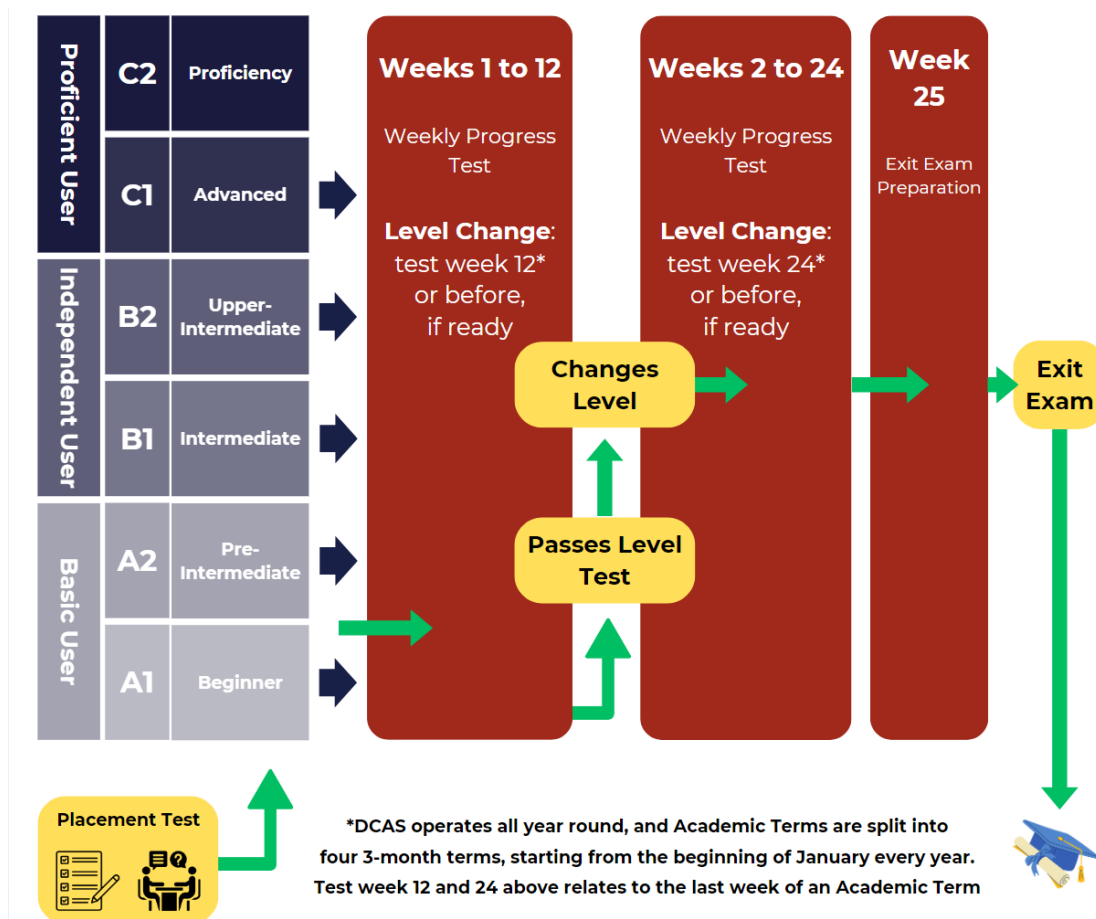 Proficient User
C2
Proficiency
C1
Advanced
Independent User
B2
Upper-
Intermediate
B1
Intermediate
Basic User
A2
Pre-
Intermediate
A1
Beginner
Weeks 1 to 12
Weekly Progress
Test
Level Change:
test week 12*
or before,
if ready
Weeks 2 to 24
Weekly Progress
Test
Level Change:
test week 24*
or before,
if ready
Week
25
Exit Exam
Preparation
Changes
Level
Passes Level
Test
Exit
Exam
Placement Test
*DCAS operates all year round, and Academic Terms are split into
four 3-month terms, starting from the beginning of January every year.
Test week 12 and 24 above relates to the last week of an Academic Term